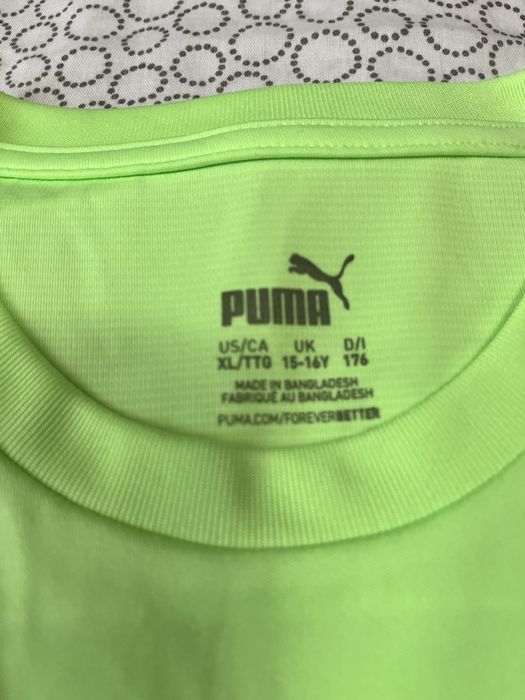 PUMA
US/CA UK D/I
XL/TTG 15-16Y 176
MADE IN BANGLADESH
FABRIQUÉ AU BANGLADESH
PUMA.COM/FOREVERBETTER